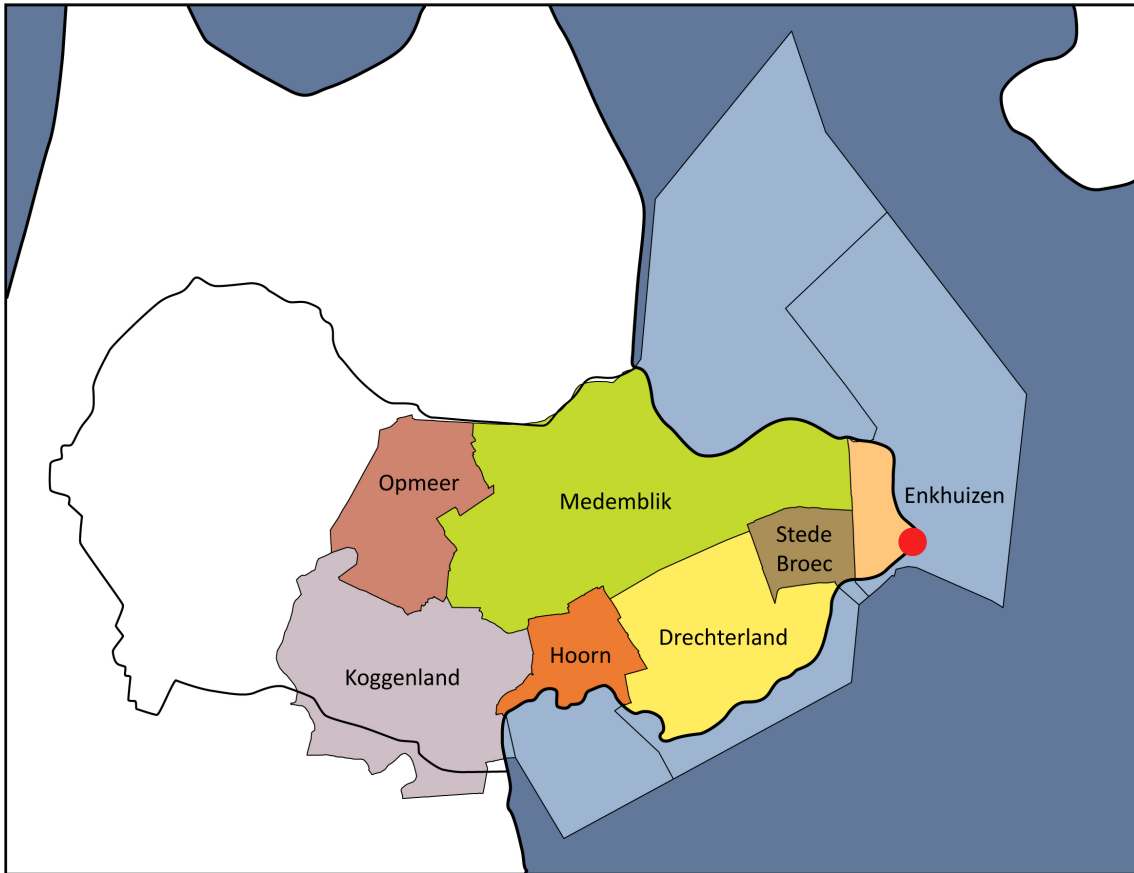 Opmeer
Medemblik
Enkhuizen
Stede
Broec
Drechterland
Hoorn
Koggenland